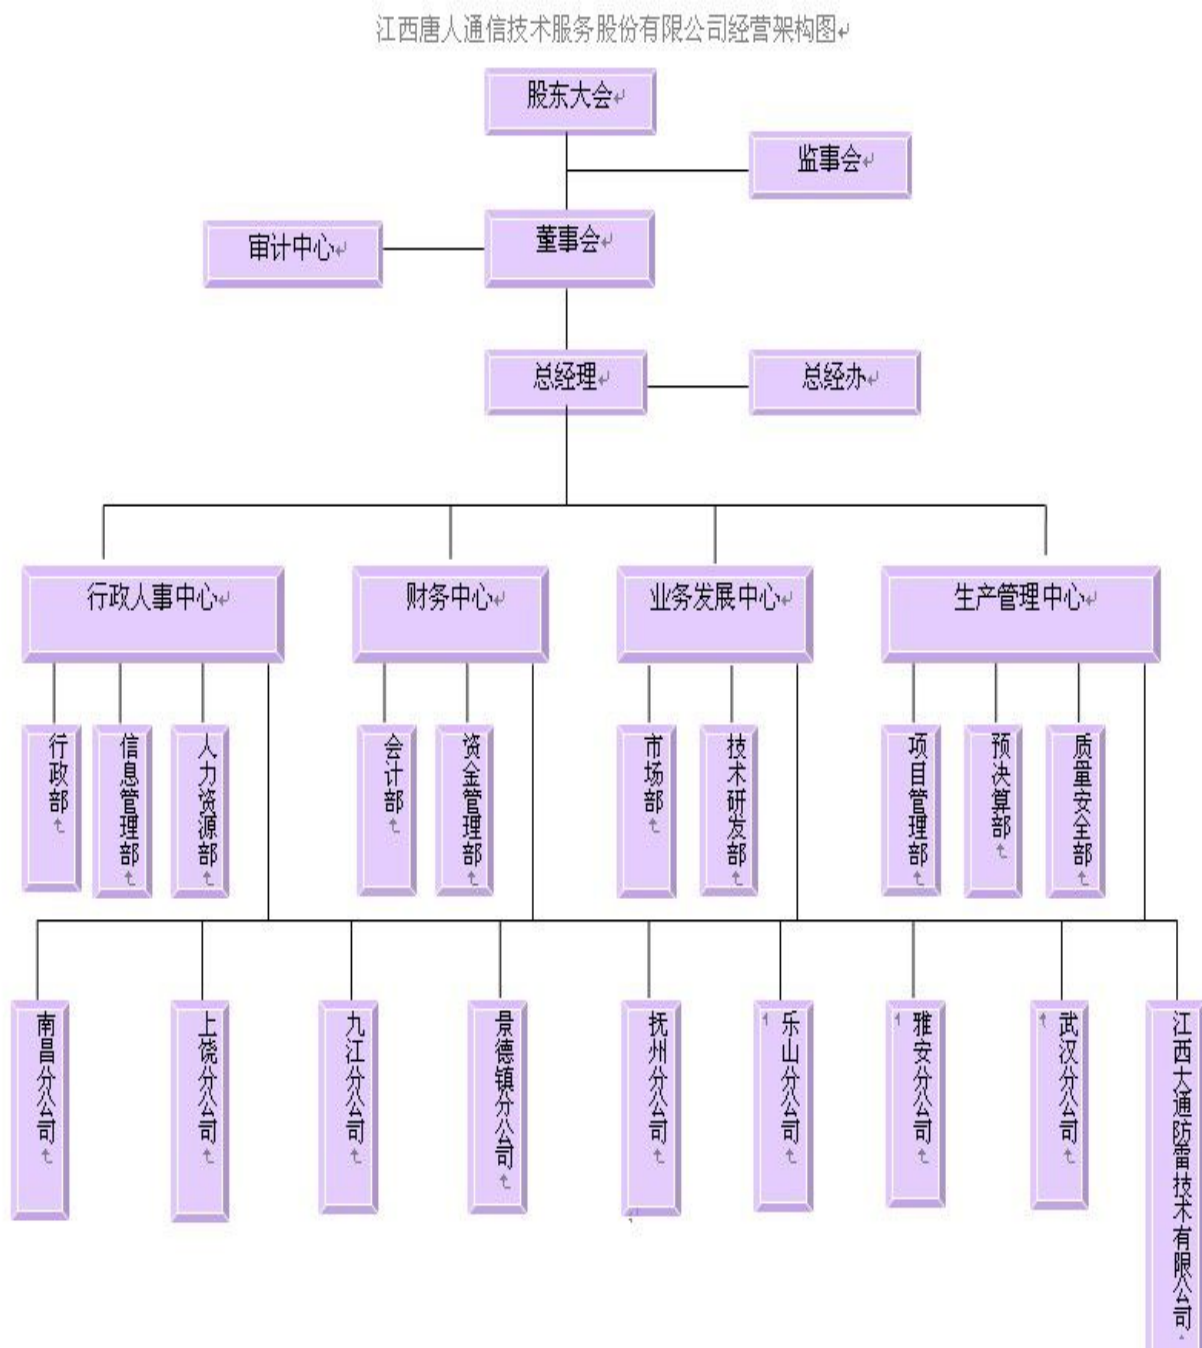 江西唐人通信技术服务股份有限公司经营架构图
股东大会
监事会
审计中心
董事会
总经理
总经办
行政人事中心
财务中心
业务发展中心
生产管理中心
行政部
信息管理部
人力资源部
会计部
资金管理部
市场部
技术研发部
项目管理部
预决算部
质量安全部
南昌分公司
上饶分公司
九江分公司
景德镇分公司
抚州分公司
乐山分公司
雅安分公司
武汉分公司
江西大通防雷技术有限公司